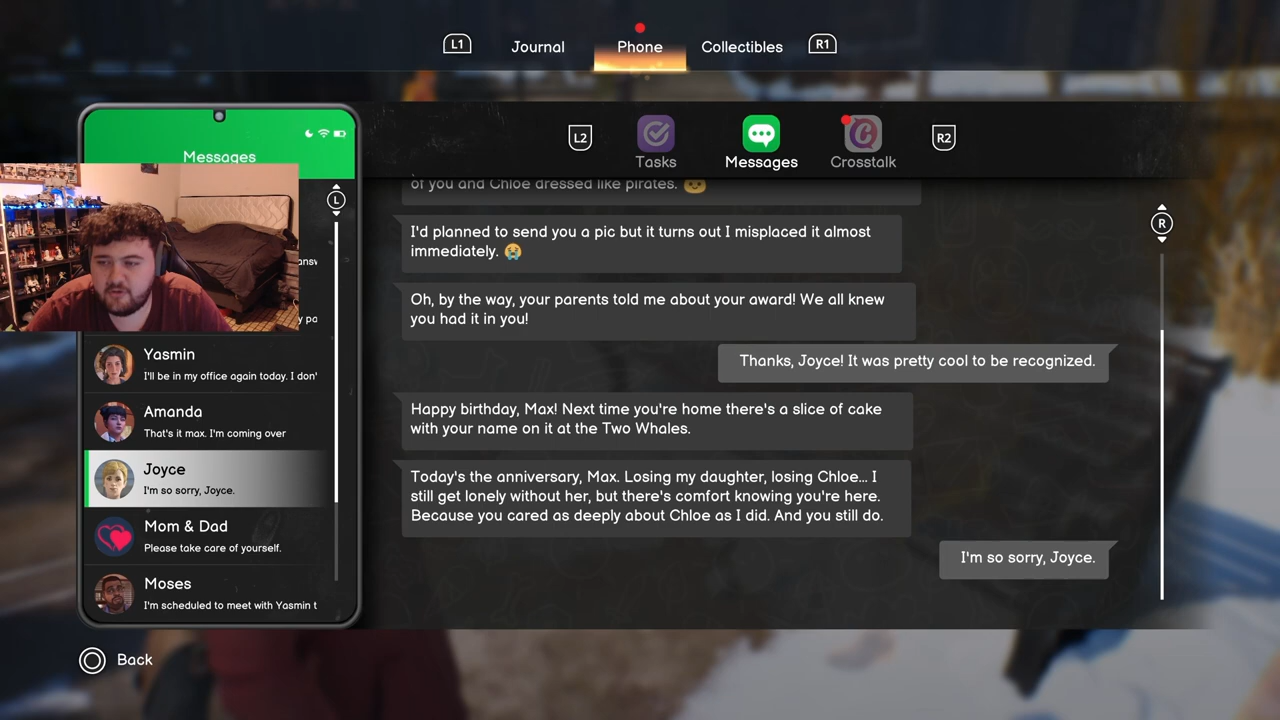 L1
Journal
Phone
Collectibles
R1
Messages
L2
Tasks
Messages
Crosstalk
R2
L
R
Yasmin
I'll be in my office again today. I don'
Amanda
That's it max. I'm coming over
Joyce
I'm so sorry, Joyce.
Mom & Dad
Please take care of yourself.
Moses
I'm scheduled to meet with Yasmin t
of you and Chloe dressed like pirates. 🙂
I'd planned to send you a pic but it turns out I misplaced it almost
immediately. 😭
Oh, by the way, your parents told me about your award! We all knew
you had it in you!
Thanks, Joyce! It was pretty cool to be recognized.
Happy birthday, Max! Next time you're home there's a slice of cake
with your name on it at the Two Whales.
Today's the anniversary, Max. Losing my daughter, losing Chloe... I
still get lonely without her, but there's comfort knowing you're here.
Because you cared as deeply about Chloe as I did. And you still do.
I'm so sorry, Joyce.
Back